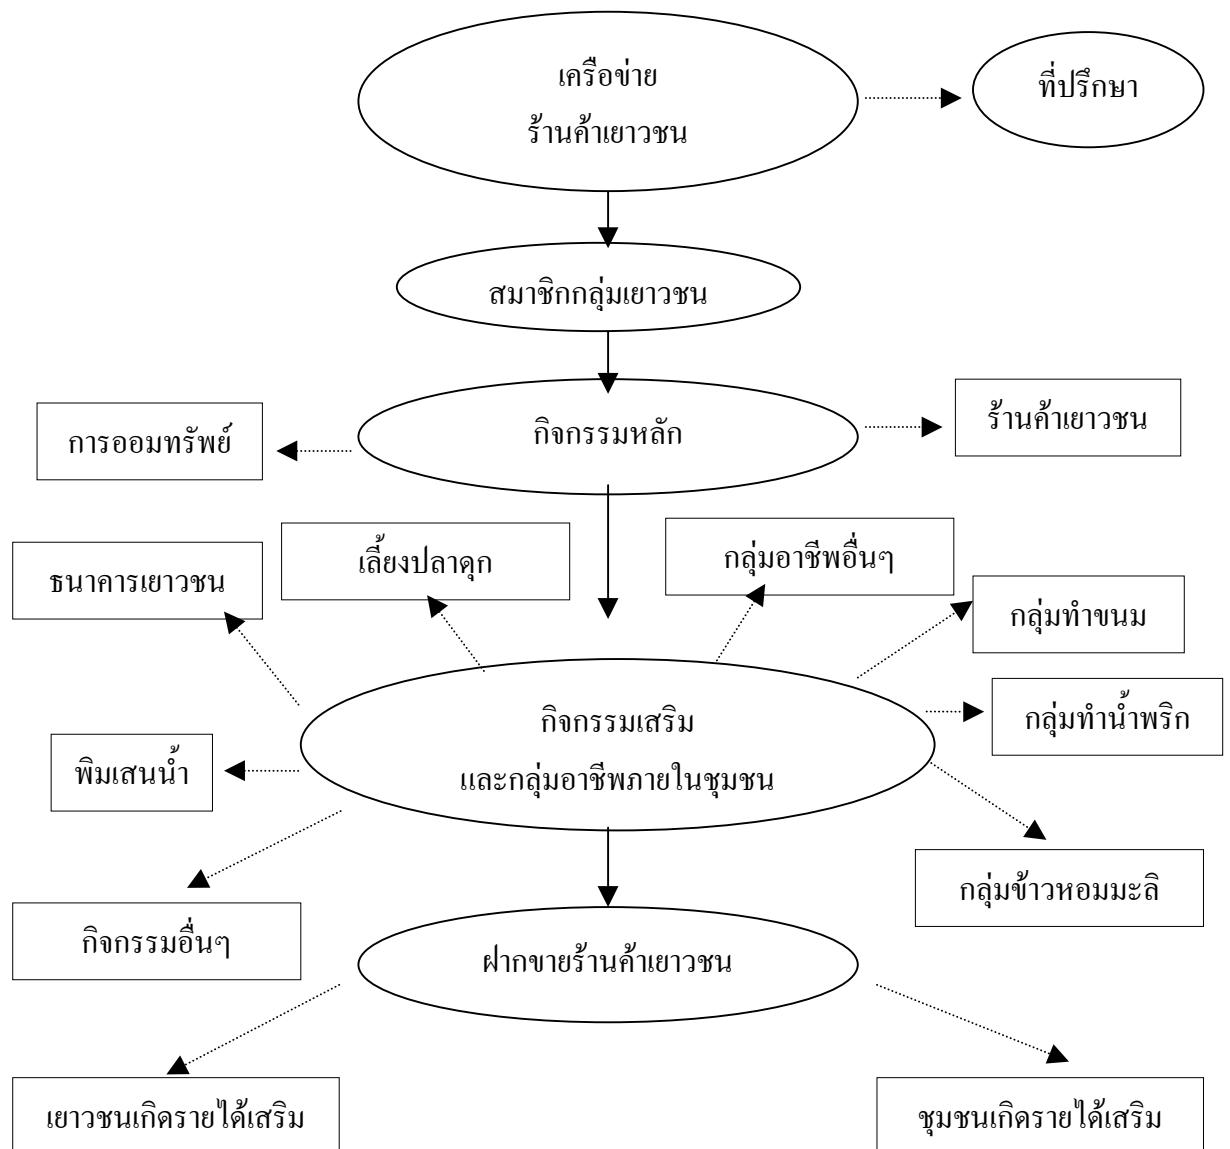 เครือข่าย
ร้านค้าเยาวชน
ที่ปรึกษา
สมาชิกกลุ่มเยาวชน
การออมทรัพย์
กิจกรรมหลัก
ร้านค้าเยาวชน
ธนาคารเยาวชน
เลี้ยงปลาดุก
กลุ่มอาชีพอื่นๆ
กลุ่มทำขนม
กลุ่มทำน้ำพริก
กิจกรรมเสริม
และกลุ่มอาชีพภายในชุมชน
พิมเสนน้ำ
กลุ่มข้าวหอมมะลิ
กิจกรรมอื่นๆ
ฝากขายร้านค้าเยาวชน
เยาวชนเกิดรายได้เสริม
ชุมชนเกิดรายได้เสริม